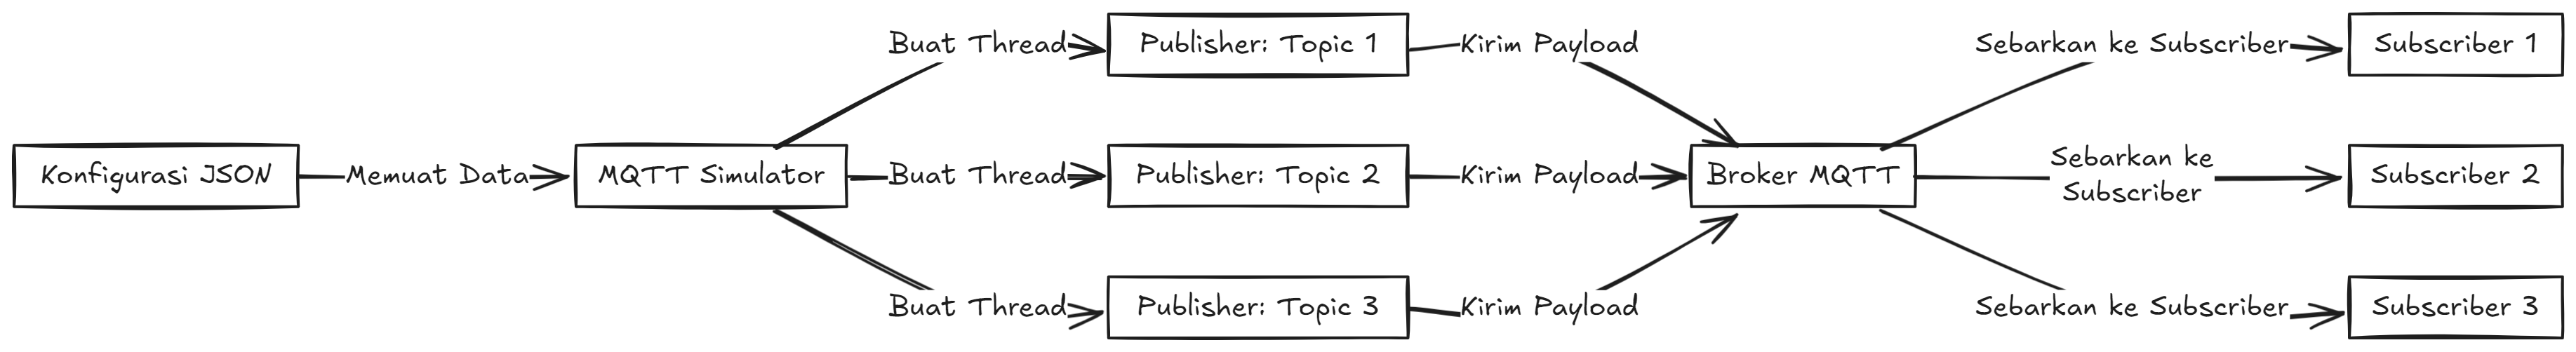 Konfigurasi JSON
Memuat Data
MQTT Simulator
Buat Thread
Publisher: Topic 1
Kirim Payload
Buat Thread
Publisher: Topic 2
Kirim Payload
Buat Thread
Publisher: Topic 3
Kirim Payload
Broker MQTT
Sebarkan ke Subscriber
Subscriber 1
Sebarkan ke
Subscriber
Subscriber 2
Sebarkan ke Subscriber
Subscriber 3